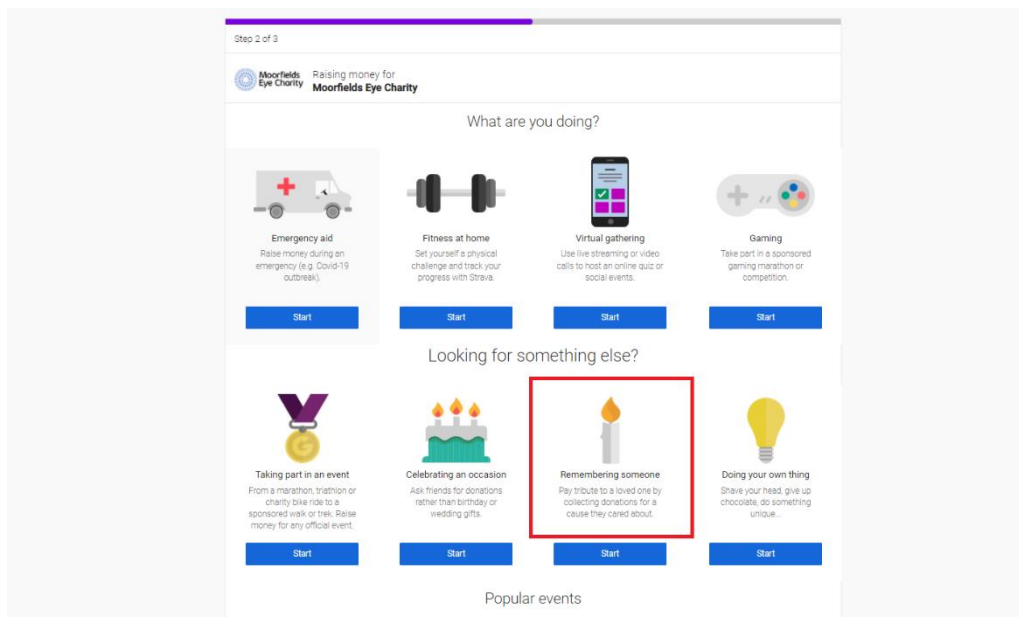 Step 2 of 3
Moorfields
Eye Charity
Raising money for
Moorfields Eye Charity
What are you doing?
Emergency aid
Raise money during an
emergency (e.g. Covid-19
outbreak).
Start
Fitness at home
Set yourself a physical
challenge and track your
progress with Strava.
Start
Virtual gathering
Use live streaming or video
calls to host an online quiz or
social events.
Start
Gaming
Take part in a sponsored
gaming marathon or
competition.
Start
Looking for something else?
Taking part in an event
From a marathon, triathlon or
charity bike ride to a
sponsored walk or trek. Raise
money for any official event.
Start
Celebrating an occasion
Ask friends for donations
rather than birthday or
wedding gifts.
Start
Remembering someone
Pay tribute to a loved one by
collecting donations for a
cause they cared about.
Start
Doing your own thing
Shave your head, give up
chocolate, do something
unique...
Start
Popular events